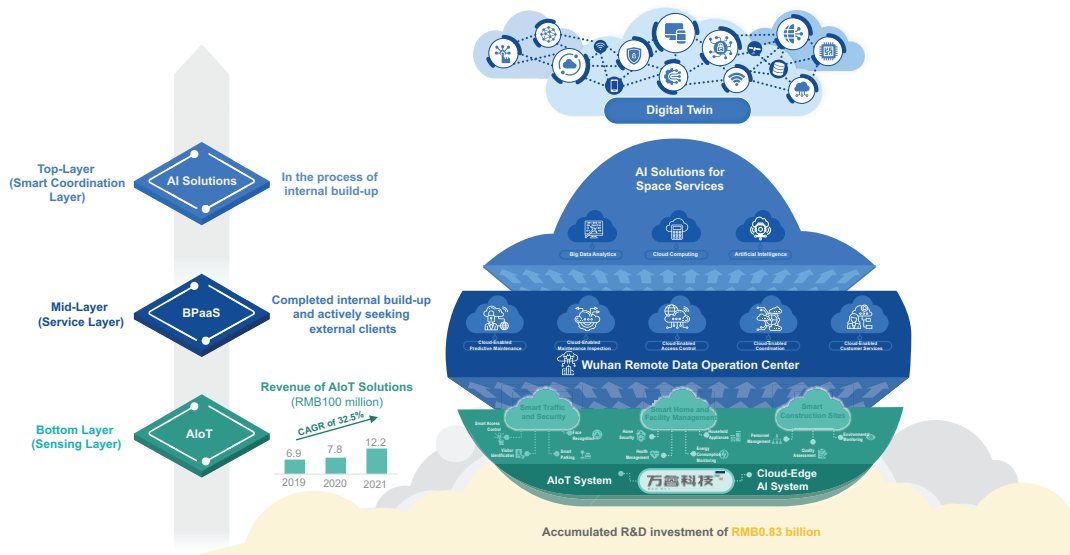 Digital Twin
Top-Layer
(Smart Coordination
Layer)
AI Solutions
In the process of
internal build-up
AI Solutions for
Space Services
Big Data Analytics
Cloud Computing
Artificial Intelligence
Mid-Layer
(Service Layer)
BPaaS
Completed internal build-up
and actively seeking
external clients
Cloud-Enabled
Predictive Maintenance
Cloud-Enabled
Maintenance Inspection
Cloud-Enabled
Access Control
Cloud-Enabled
Coordination
Cloud-Enabled
Customer Services
Wuhan Remote Data Operation Center
Bottom Layer
(Sensing Layer)
AIoT
Revenue of AIoT Solutions
(RMB100 million)
CAGR of 32.5%
6.9
7.8
12.2
2019
2020
2021
Smart Traffic
and Security
Smart Home and
Facility Management
Smart
Construction Sites
Smart Access
Control
Face
Recognition
Visitor
Identification
Smart
Parking
Home
Security
Household
Appliances
Health
Management
Energy
Consumption
Monitoring
Personnel
Management
Environmental
Monitoring
Quality
Assessment
AIoT System
万睿科技
Cloud-Edge
AI System
Accumulated R&D investment of RMB0.83 billion